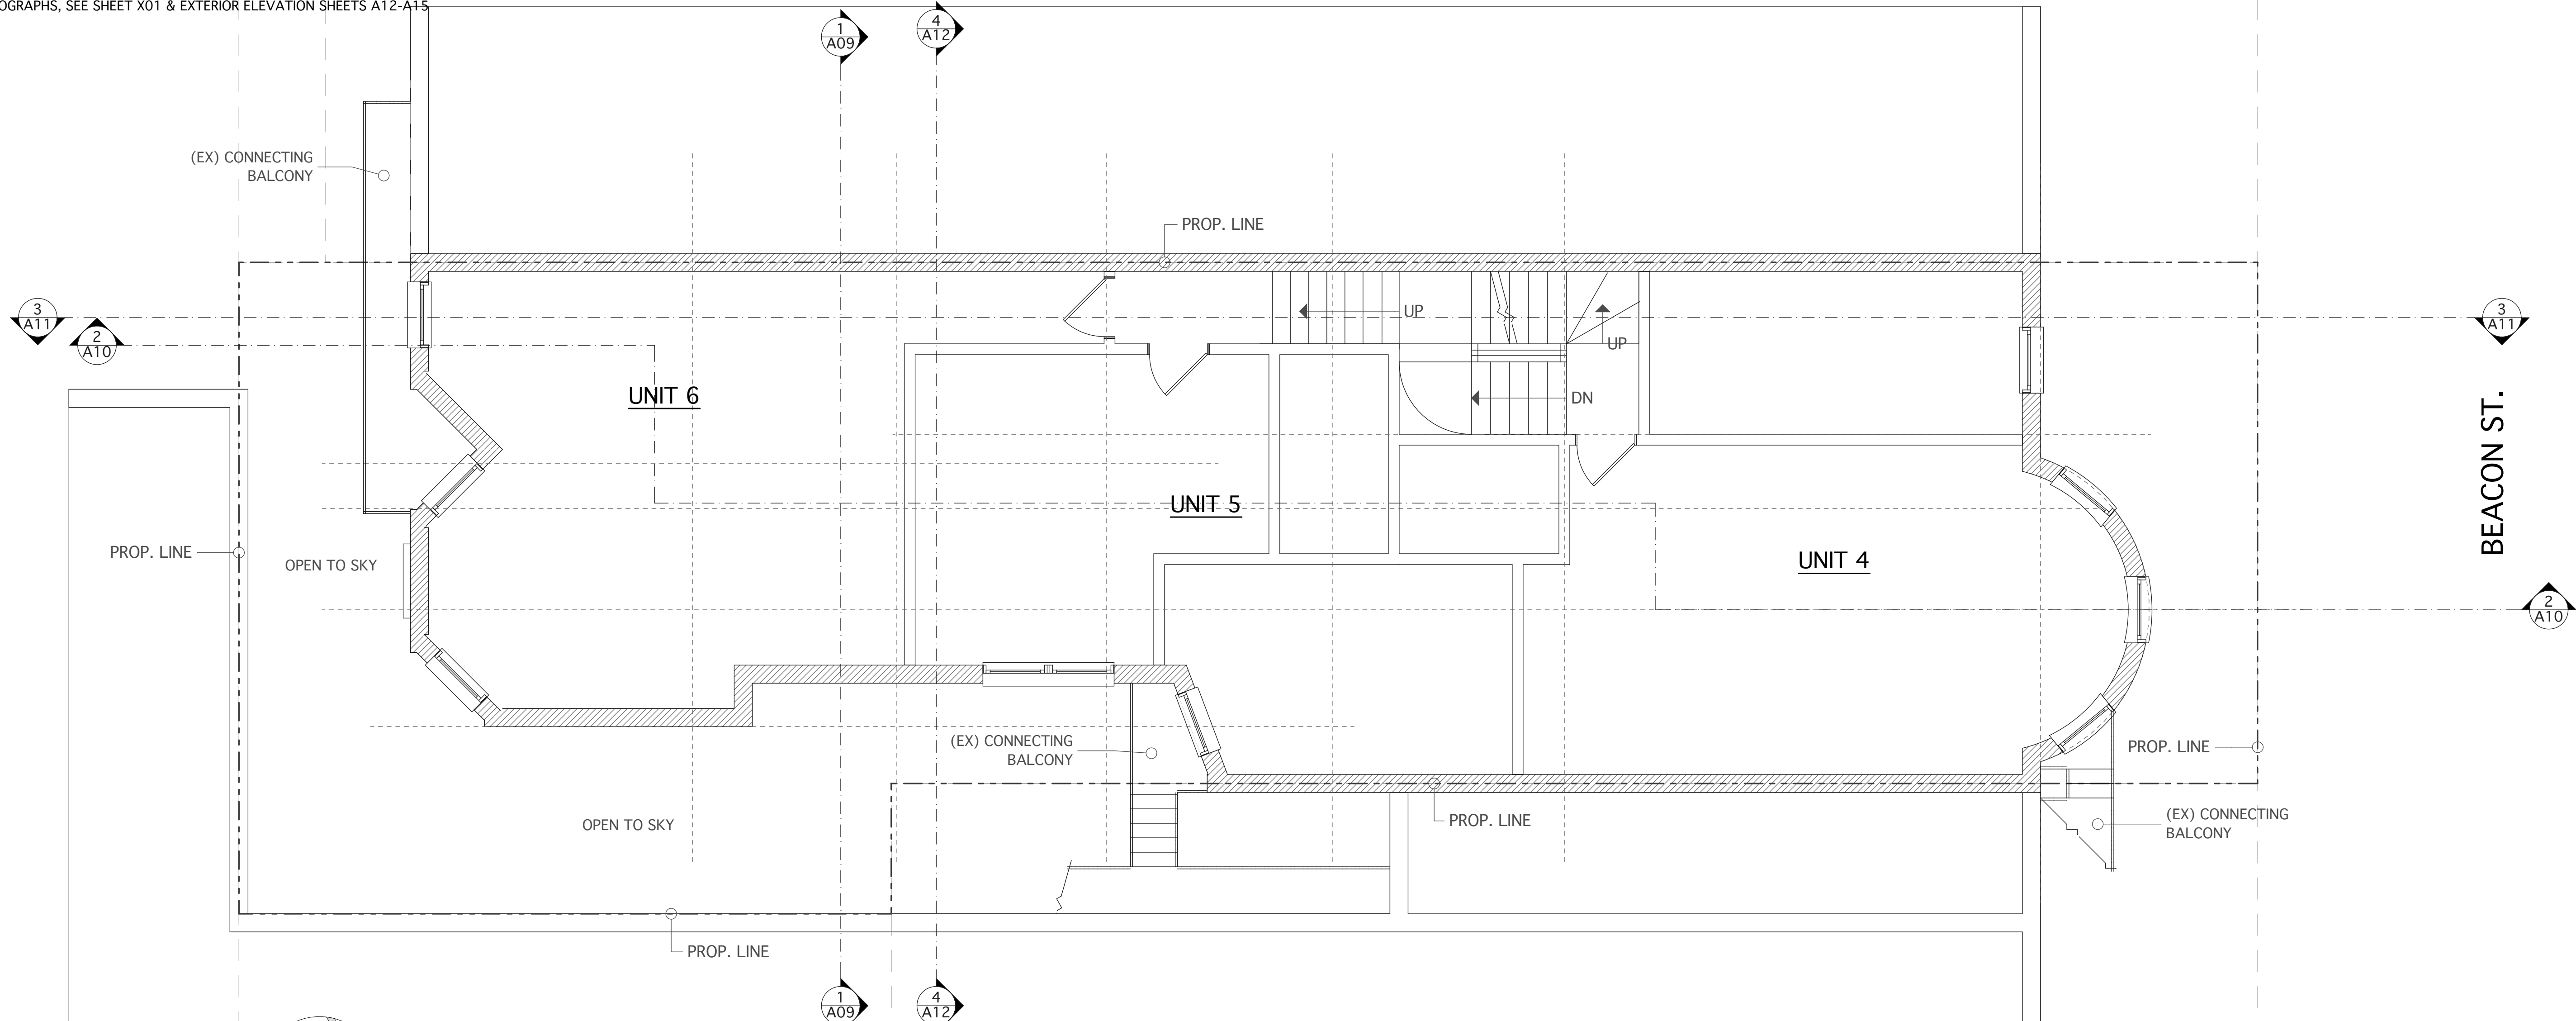 OGRAPHS, SEE SHEET X01 & EXTERIOR ELEVATION SHEETS A12-A15
1
A09
4
A12
(EX) CONNECTING
BALCONY
PROP. LINE
3
A11
2
A10
UP
UP
3
A11
UNIT 6
DN
BEACON ST.
UNIT 5
PROP. LINE
OPEN TO SKY
UNIT 4
2
A10
(EX) CONNECTING
BALCONY
PROP. LINE
OPEN TO SKY
PROP. LINE
(EX) CONNECTING
BALCONY
PROP. LINE
1
A09
4
A12